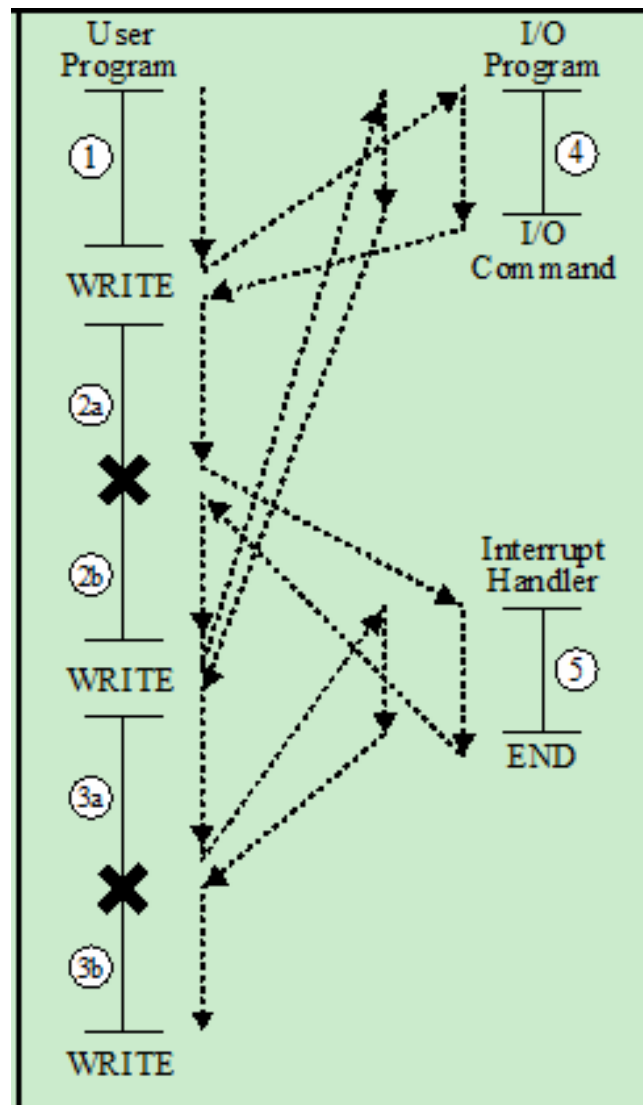 User
Program
I/O
Program
1
4
I/O
Command
WRITE
2a
2b
Interrupt
Handler
5
WRITE
END
3a
3b
WRITE